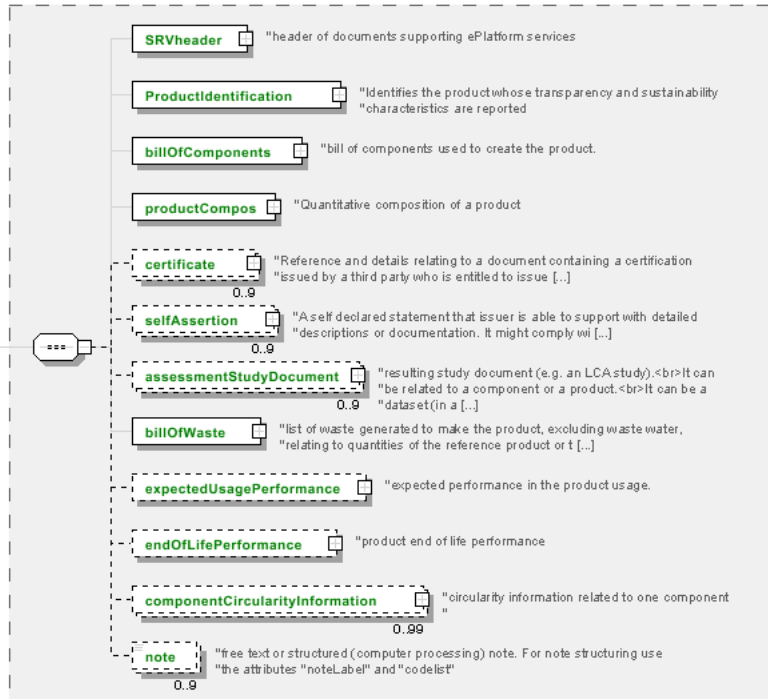 SRVheader
"header of documents supporting ePlatform services
ProductIdentification
"Identifies the product whose transparency and sustainability
"characteristics are reported
billOfComponents
"bill of components used to create the product.
productCompos
"Quantitative composition of a product
certificate
"Reference and details relating to a document containing a certification
"issued by a third party who is entitled to issue [...]
0..9
selfAssertion
"A self declared statement that issuer is able to support with detailed
"descriptions or documentation. It might comply wi [...]
0..9
assessmentStudyDocument
"resulting study document (e.g. an LCA study).<br>It can
"be related to a component or a product.<br>It can be a
"dataset (in a [...]
0..9
billOfWaste
"list of waste generated to make the product, excluding waste water,
"relating to quantities of the reference product or t [...]
expectedUsagePerformance
"expected performance in the product usage.
endOfLifePerformance
"product end of life performance
componentCircularityInformation
"circularity information related to one component
"
0..99
note
"free text or structured (computer processing) note. For note structuring use
"the attributes "noteLabel" and "codelist"
0..9